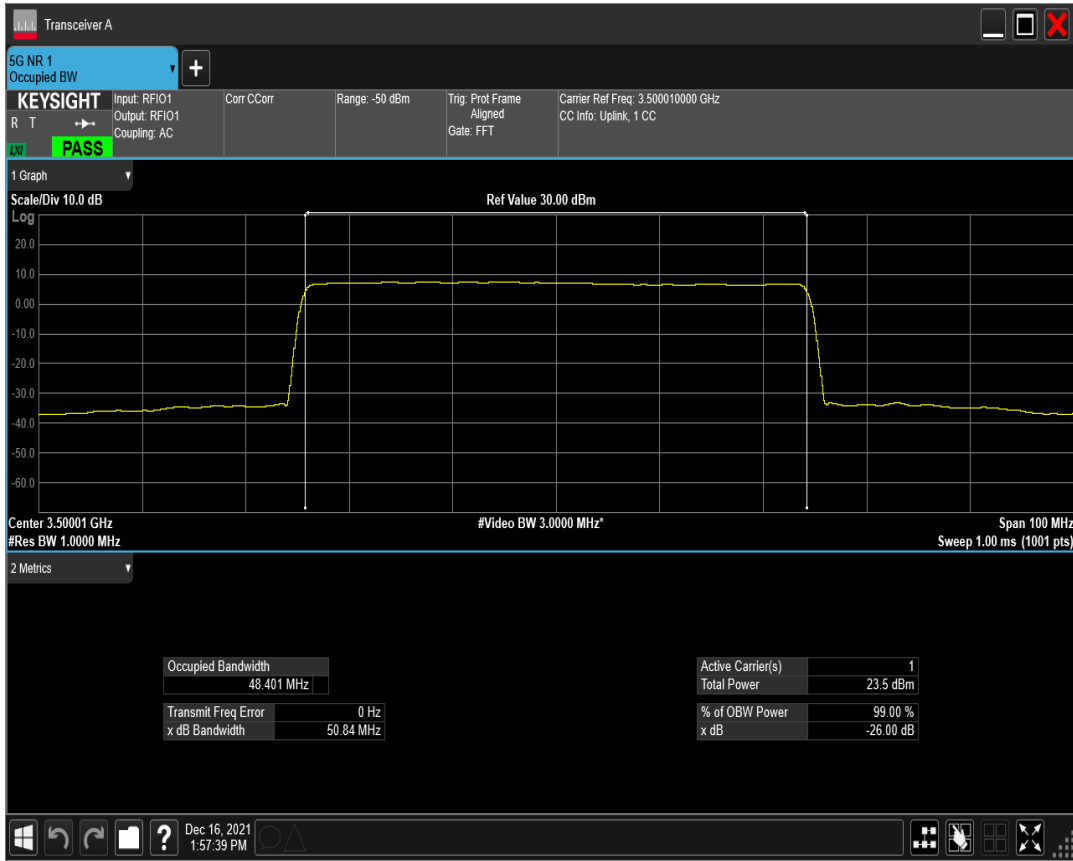 Transceiver A
5G NR 1
Occupied BW
KEYSIGHT
R T
LXI
PASS
Input: RFIO1
Output: RFIO1
Coupling: AC
Corr CCorr
Range: -50 dBm
Trig: Prot Frame
Aligned
Gate: FFT
Carrier Ref Freq: 3.500010000 GHz
CC Info: Uplink, 1 CC
1 Graph
Scale/Div 10.0 dB
Ref Value 30.00 dBm
Log
20.0
10.0
0.00
-10.0
-20.0
-30.0
-40.0
-50.0
-60.0
Center 3.50001 GHz
#Video BW 3.0000 MHz*
Span 100 MHz
#Res BW 1.0000 MHz
Sweep 1.00 ms (1001 pts)
2 Metrics
Occupied Bandwidth
48.401 MHz
Transmit Freq Error 0 Hz
x dB Bandwidth 50.84 MHz
Active Carrier(s) 1
Total Power 23.5 dBm
% of OBW Power 99.00 %
x dB -26.00 dB
?
Dec 16, 2021
1:57:39 PM